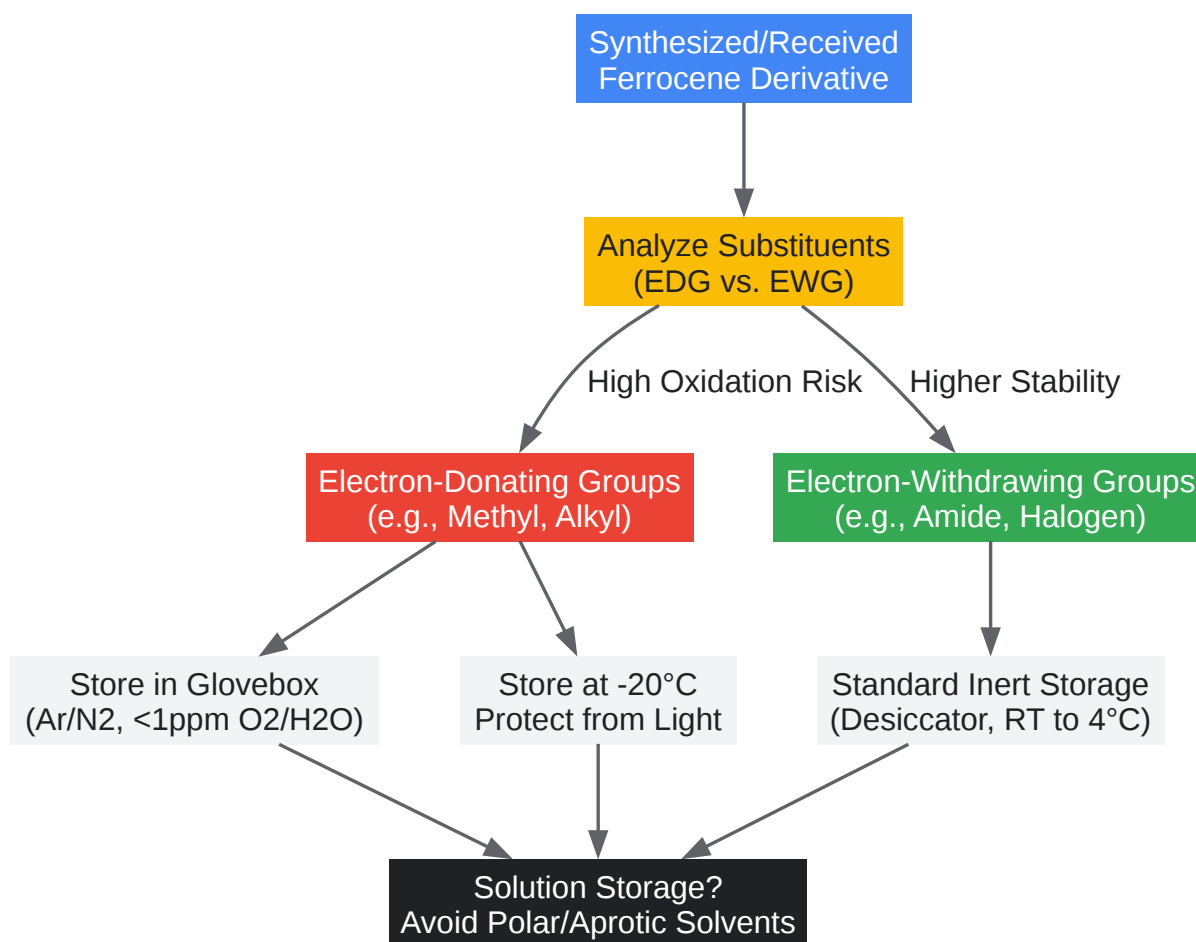 Synthesized/Received
Ferrocene Derivative
Analyze Substituents
(EDG vs. EWG)
High Oxidation Risk
Higher Stability
Electron-Donating Groups
(e.g., Methyl, Alkyl)
Electron-Withdrawing Groups
(e.g., Amide, Halogen)
Store in Glovebox
(Ar/N2, <1ppm O2/H2O)
Store at -20°C
Protect from Light
Standard Inert Storage
(Desiccator, RT to 4°C)
Solution Storage?
Avoid Polar/Aprotic Solvents